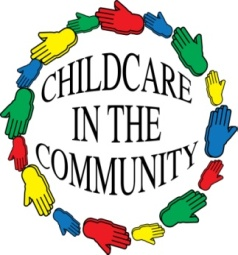 CHILDCARE
IN THE
COMMUNITY